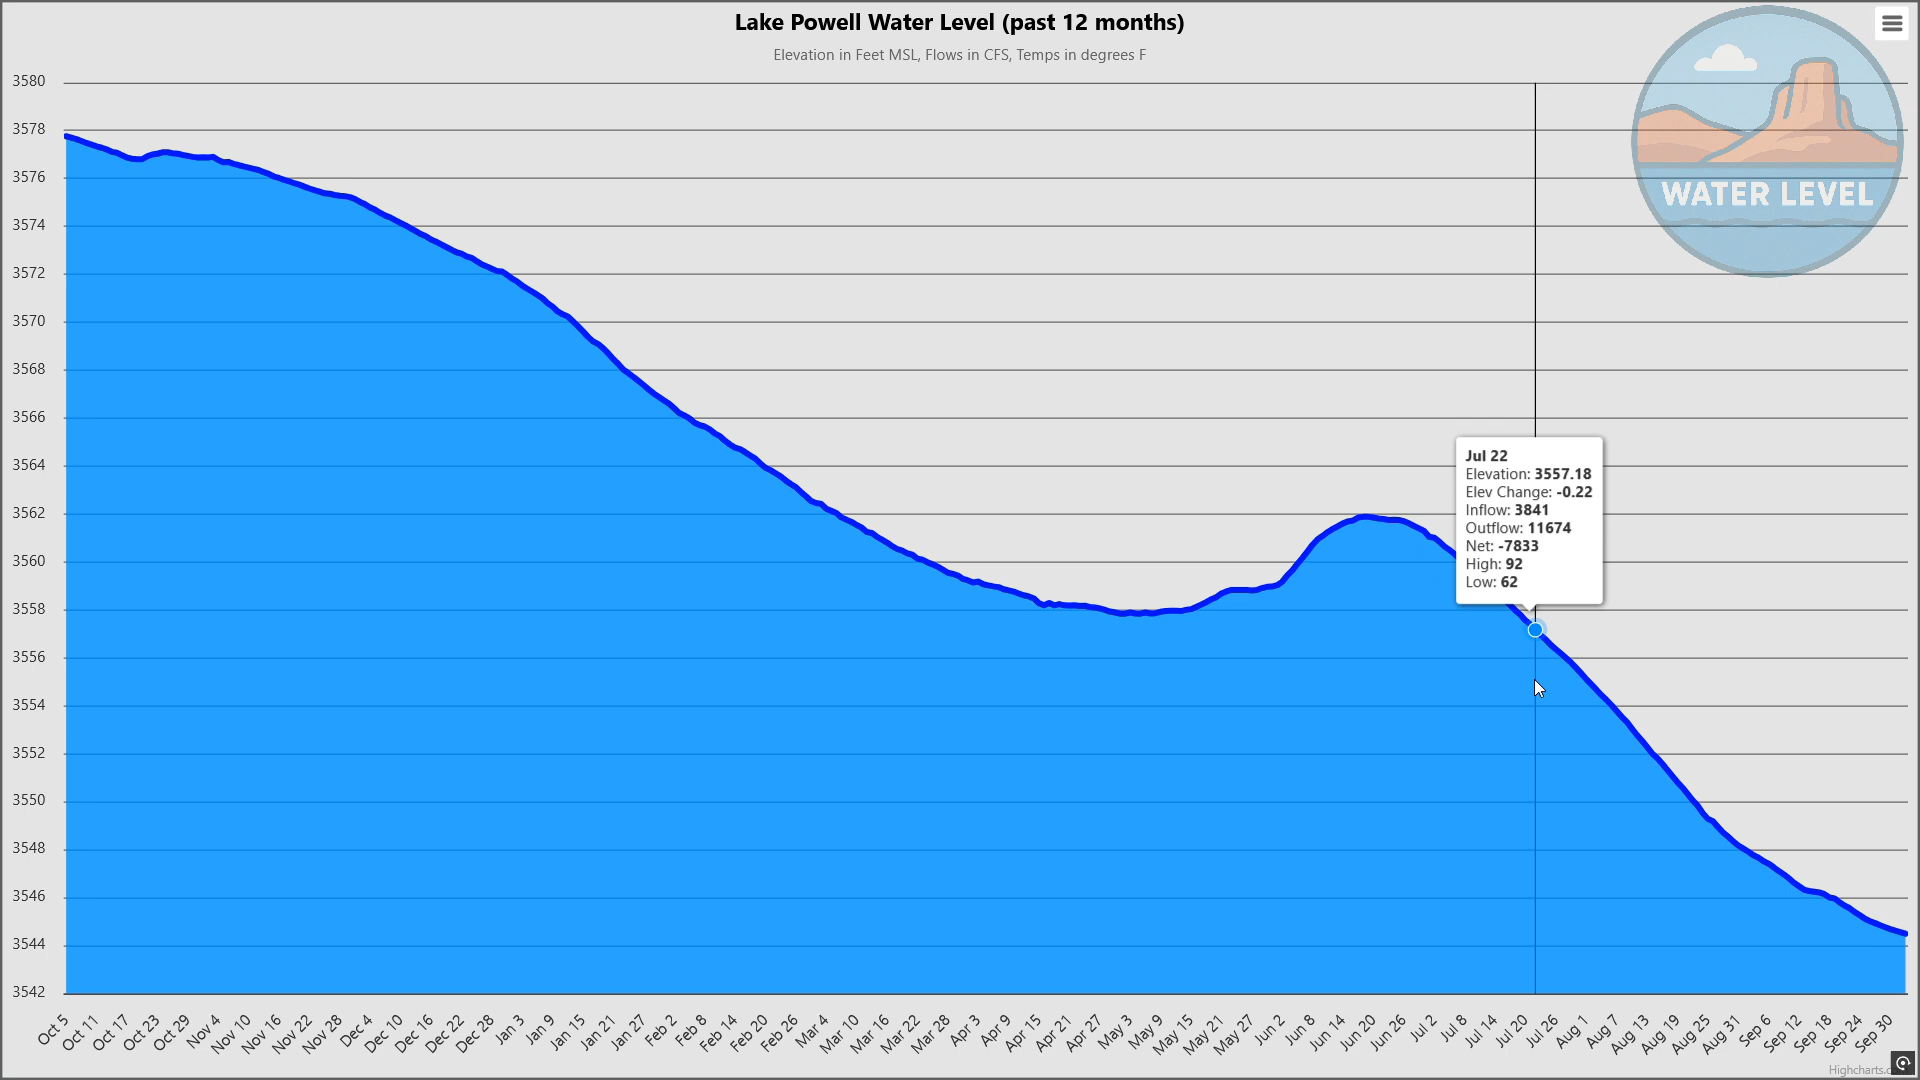 Lake Powell Water Level (past 12 months)
Elevation in Feet MSL, Flows in CFS, Temps in degrees F
WATER LEVEL
3580
3578
3576
3574
3572
3570
3568
3566
3564
3562
3560
3558
3556
3554
3552
3550
3548
3546
3544
3542
Jul 22
Elevation: 3557.18
Elev Change: -0.22
Inflow: 3841
Outflow: 11674
Net: -7833
High: 92
Low: 62
Oct 5
Oct 11
Oct 17
Oct 23
Oct 29
Nov 4
Nov 10
Nov 16
Nov 22
Nov 28
Dec 4
Dec 10
Dec 16
Dec 22
Dec 28
Jan 3
Jan 9
Jan 15
Jan 21
Jan 27
Feb 2
Feb 8
Feb 14
Feb 20
Feb 26
Mar 4
Mar 10
Mar 16
Mar 22
Mar 28
Apr 3
Apr 9
Apr 15
Apr 21
Apr 27
May 3
May 9
May 15
May 21
May 27
Jun 2
Jun 8
Jun 14
Jun 20
Jun 26
Jul 2
Jul 8
Jul 14
Jul 20
Jul 26
Aug 1
Aug 7
Aug 13
Aug 19
Aug 25
Aug 31
Sep 6
Sep 12
Sep 18
Sep 24
Sep 30